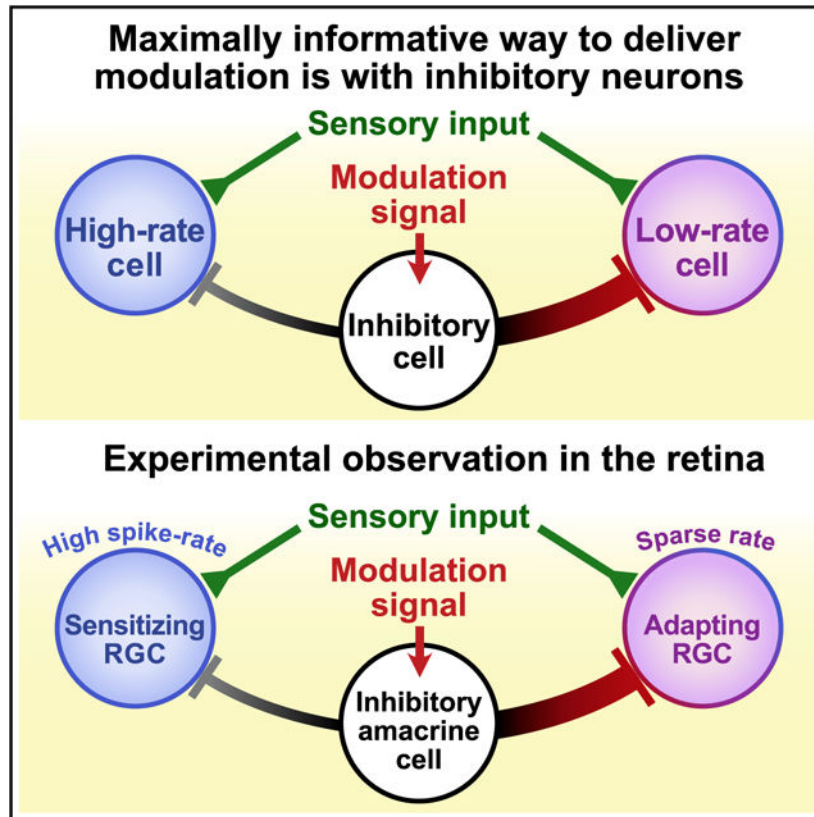 Maximally informative way to deliver
modulation is with inhibitory neurons
Sensory input
Modulation
signal
High-rate
cell
Low-rate
cell
Inhibitory
cell
Experimental observation in the retina
Sensory input
High spike-rate
Sparse rate
Modulation
signal
Sensitizing
RGC
Adapting
RGC
Inhibitory
amacrine
cell